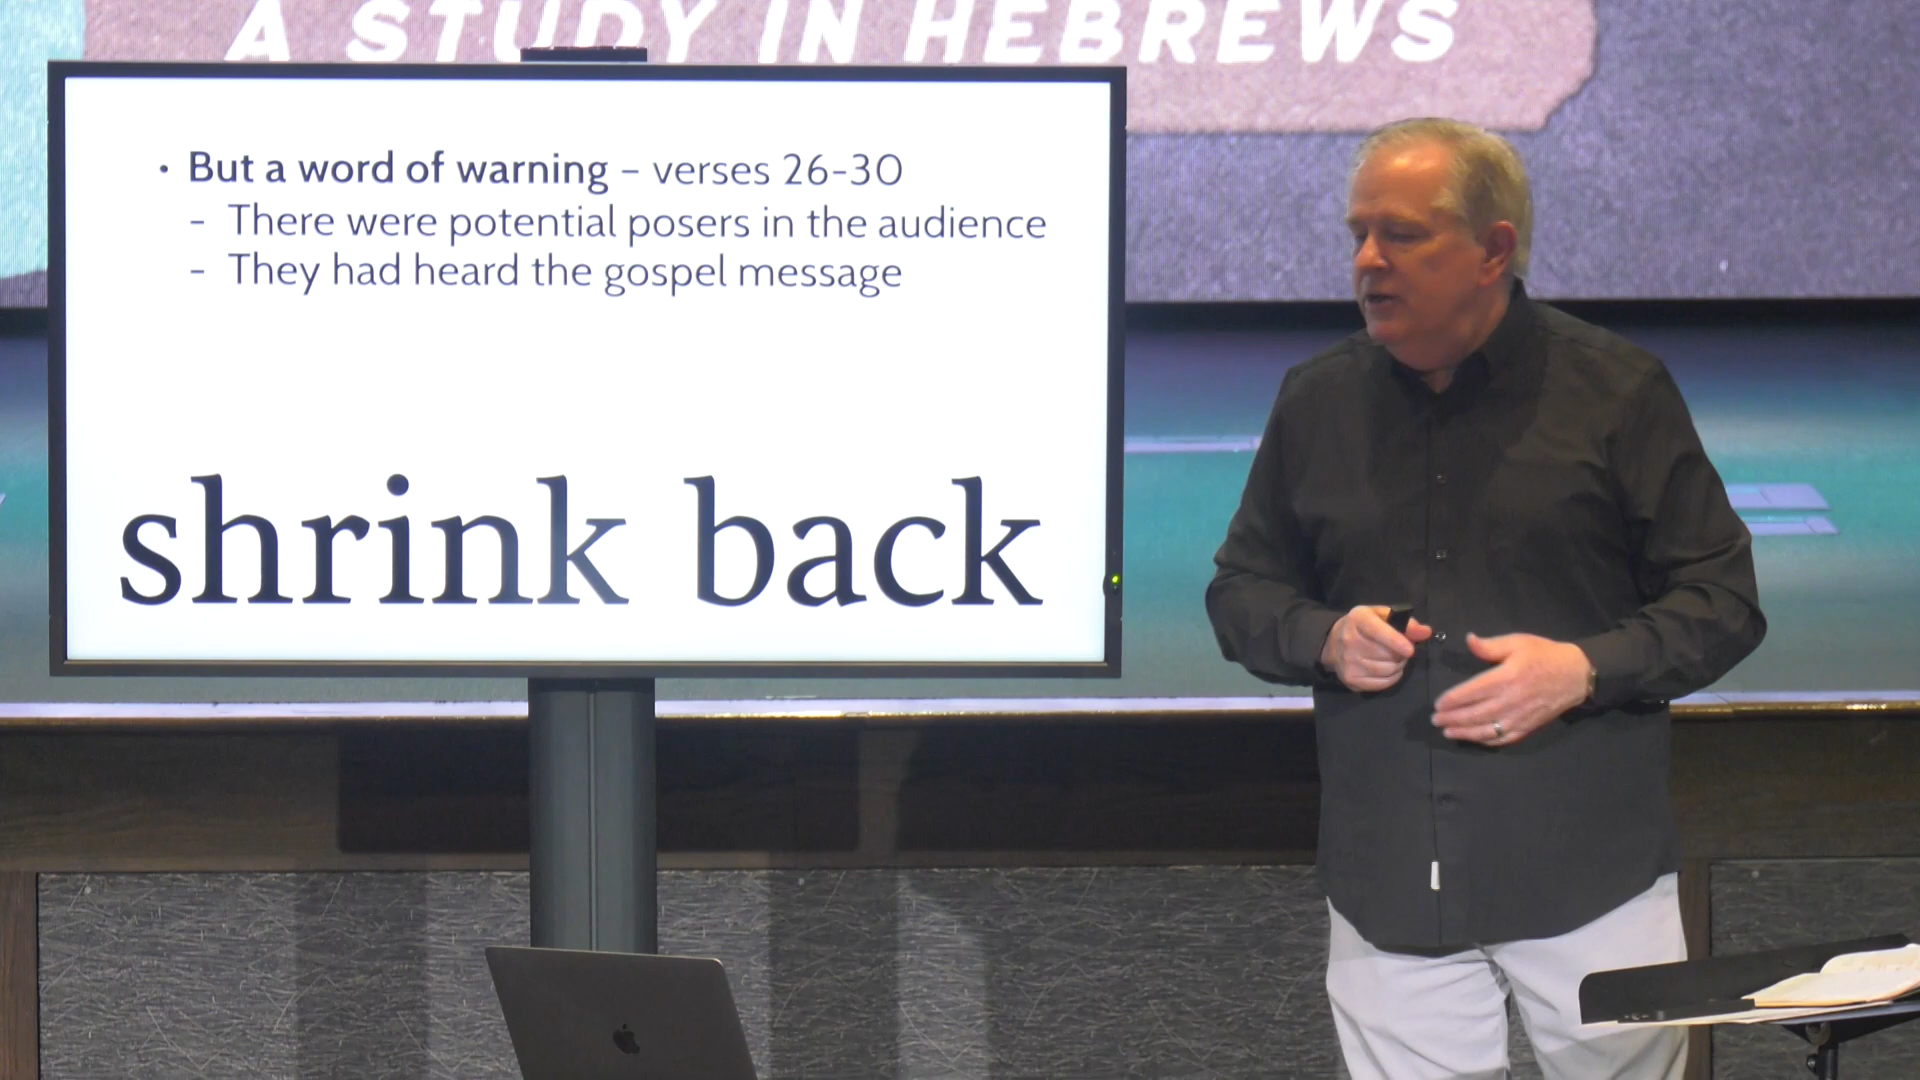 A STUDY IN HEBREWS
• But a word of warning – verses 26-30
- There were potential posers in the audience
- They had heard the gospel message
shrink back